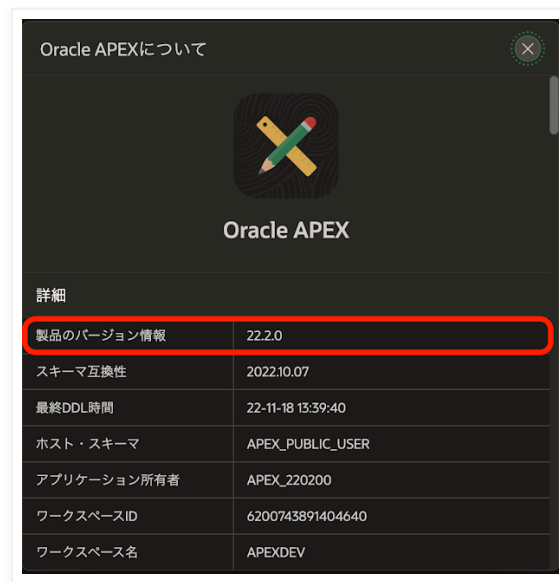 Oracle APEXについて
Oracle APEX
詳細
製品のバージョン情報 22.2.0
スキーマ互換性 2022.10.07
最終DDL時間 22-11-18 13:39:40
ホスト・スキーマ APEX_PUBLIC_USER
アプリケーション所有者 APEX_220200
ワークスペースID 6200743891404640
ワークスペース名 APEXDEV